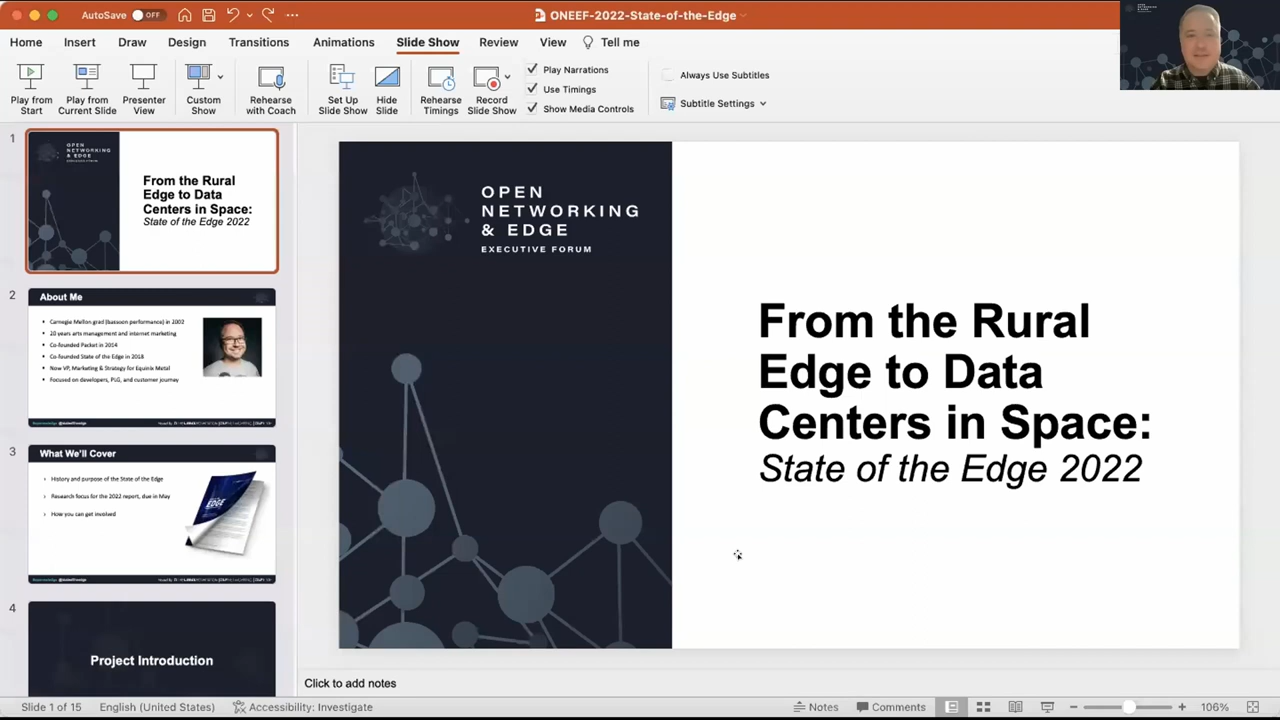 AutoSave OFF
ONEEF-2022-State-of-the-Edge
Home Insert Draw Design Transitions Animations Slide Show Review View Tell me
Play from Start
Play from Current Slide
Presenter View
Custom Show
Rehearse with Coach
Set Up Slide Show
Hide Slide
Rehearse Timings
Record Slide Show
Play Narrations
Use Timings
Show Media Controls
Always Use Subtitles
Subtitle Settings
1
OPEN
NETWORKING
& EDGE
From the Rural
Edge to Data
Centers in Space:
State of the Edge 2022
2
About Me
• Carnegie Mellon grad (bassoon performance) in 2002
• 20 years arts management and internet marketing
• Co-founded Packet in 2014
• Co-founded State of the Edge in 2018
• Now VP, Marketing & Strategy for Equinix Metal
• Focused on developers, PLG, and customer journey
3
What We'll Cover
› History and purpose of the State of the Edge
› Research focus for the 2022 report, due in May
› How you can get involved
4
Project Introduction
OPEN
NETWORKING
& EDGE
EXECUTIVE FORUM
From the Rural
Edge to Data
Centers in Space:
State of the Edge 2022
Click to add notes
Slide 1 of 15 English (United States) Accessibility: Investigate Notes Comments 106%